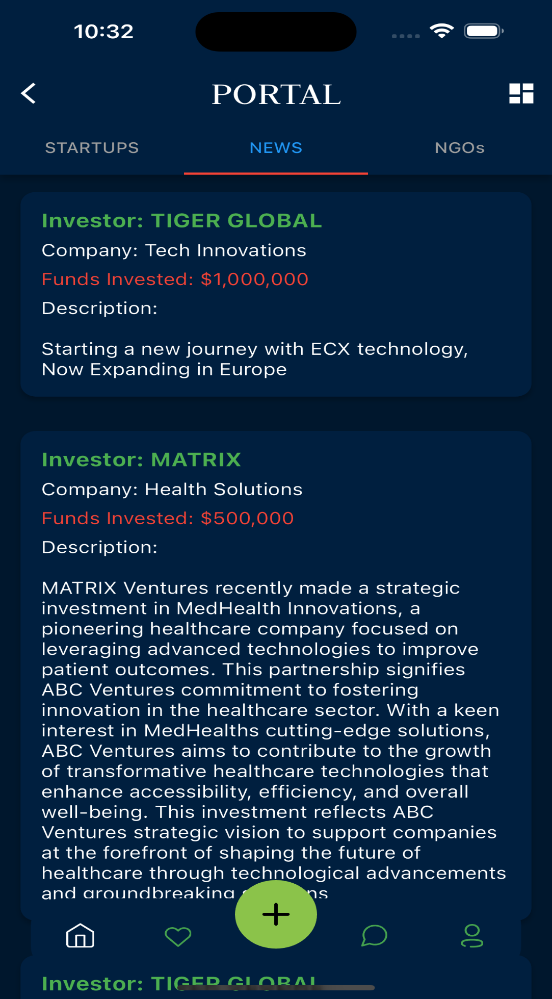 10:32
PORTAL
STARTUPS
NEWS
NGOs
Investor: TIGER GLOBAL
Company: Tech Innovations
Funds Invested: $1,000,000
Description:
Starting a new journey with ECX technology,
Now Expanding in Europe
Investor: MATRIX
Company: Health Solutions
Funds Invested: $500,000
Description:
MATRIX Ventures recently made a strategic
investment in MedHealth Innovations, a
pioneering healthcare company focused on
leveraging advanced technologies to improve
patient outcomes. This partnership signifies
ABC Ventures commitment to fostering
innovation in the healthcare sector. With a keen
interest in MedHealths cutting-edge solutions,
ABC Ventures aims to contribute to the growth
of transformative healthcare technologies that
enhance accessibility, efficiency, and overall
well-being. This investment reflects ABC
Ventures strategic vision to support companies
at the forefront of shaping the future of
healthcare through technological advancements
and groundbreaking
Investor: TIGER GLOBAL